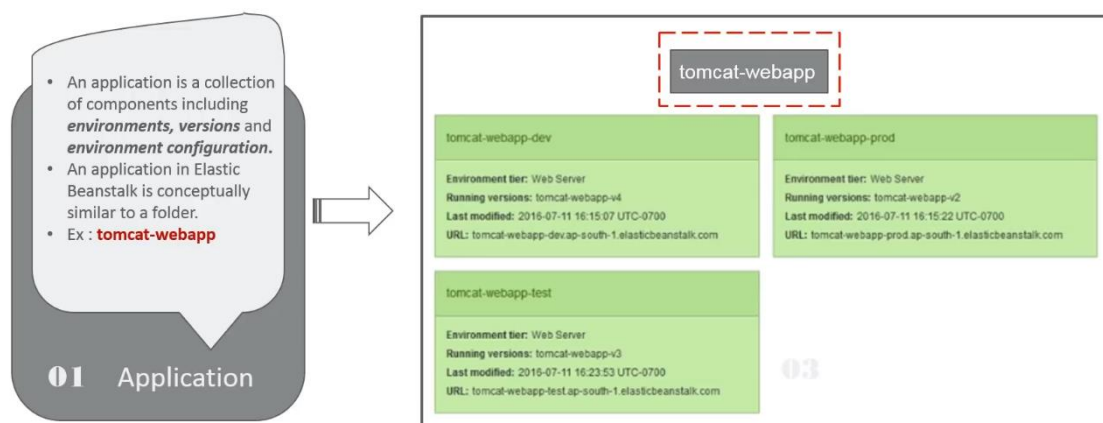 • An application is a collection
of components including
environments, versions and
environment configuration.
• An application in Elastic
Beanstalk is conceptually
similar to a folder.
• Ex : tomcat-webapp
01 Application
tomcat-webapp
tomcat-webapp-dev
Environment tier: Web Server
Running versions: tomcat-webapp-v4
Last modified: 2016-07-11 16:15:07 UTC-0700
URL: tomcat-webapp-dev.ap-south-1.elasticbeanstalk.com
tomcat-webapp-prod
Environment tier: Web Server
Running versions: tomcat-webapp-v2
Last modified: 2016-07-11 16:15:22 UTC-0700
URL: tomcat-webapp-prod.ap-south-1.elasticbeanstalk.com
tomcat-webapp-test
Environment tier: Web Server
Running versions: tomcat-webapp-v3
Last modified: 2016-07-11 16:23:53 UTC-0700
URL: tomcat-webapp-test.ap-south-1.elasticbeanstalk.com
03